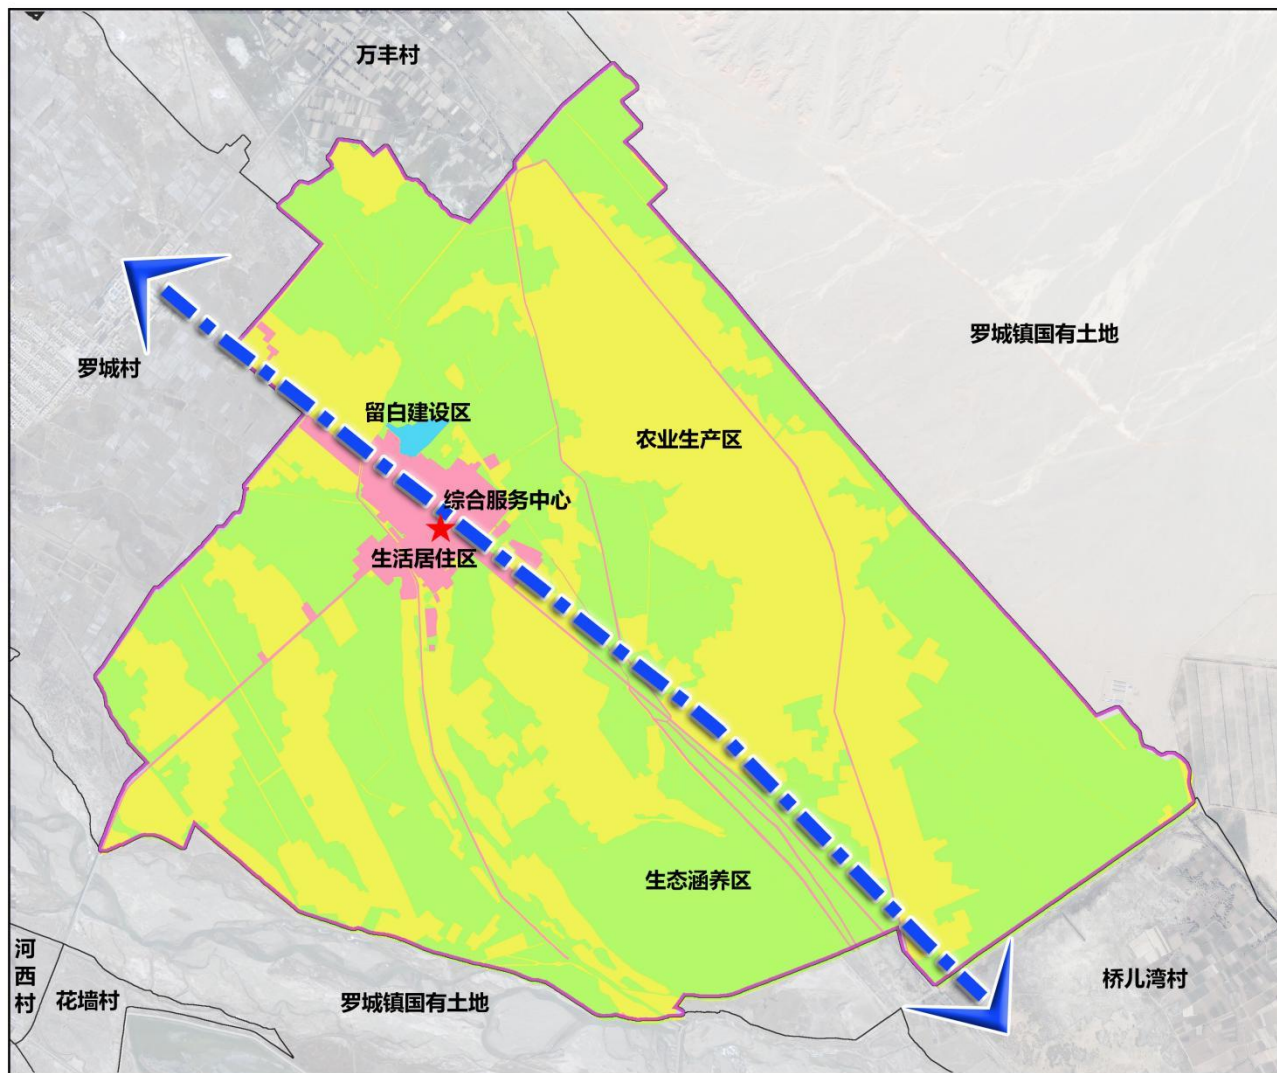 万丰村
罗城镇国有土地
罗城村
留白建设区
农业生产区
综合服务中心
生活居住区
生态涵养区
河西村
花墙村
罗城镇国有土地
桥儿湾村